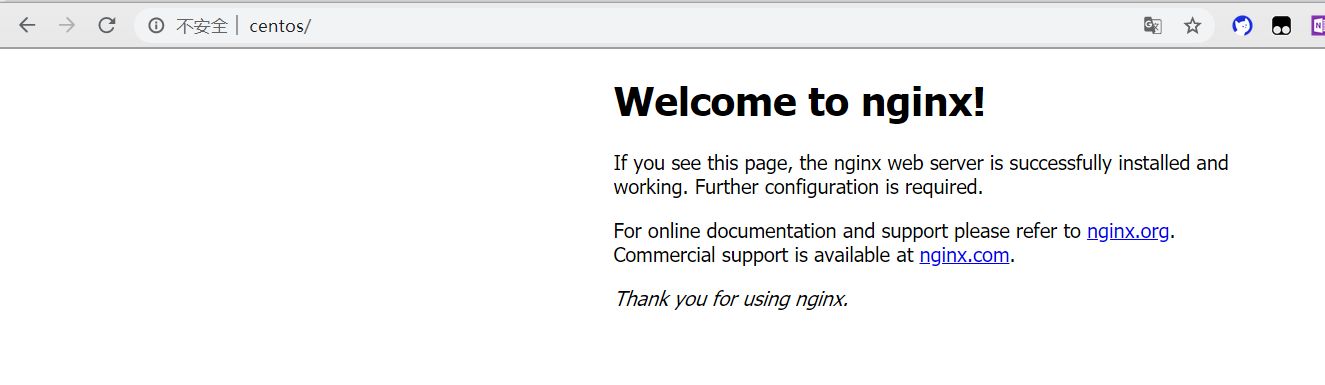 不安全 | centos/
Welcome to nginx!
If you see this page, the nginx web server is successfully installed and
working. Further configuration is required.
For online documentation and support please refer to nginx.org.
Commercial support is available at nginx.com.
Thank you for using nginx.